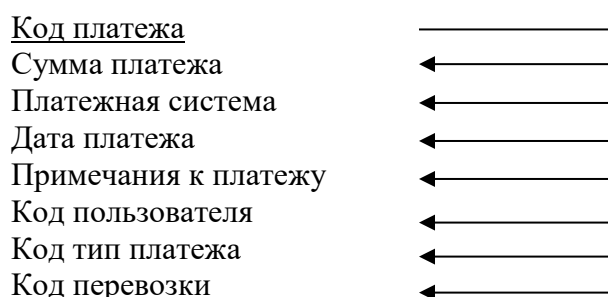 Код платежа
Сумма платежа
Платежная система
Дата платежа
Примечания к платежу
Код пользователя
Код тип платежа
Код перевозки